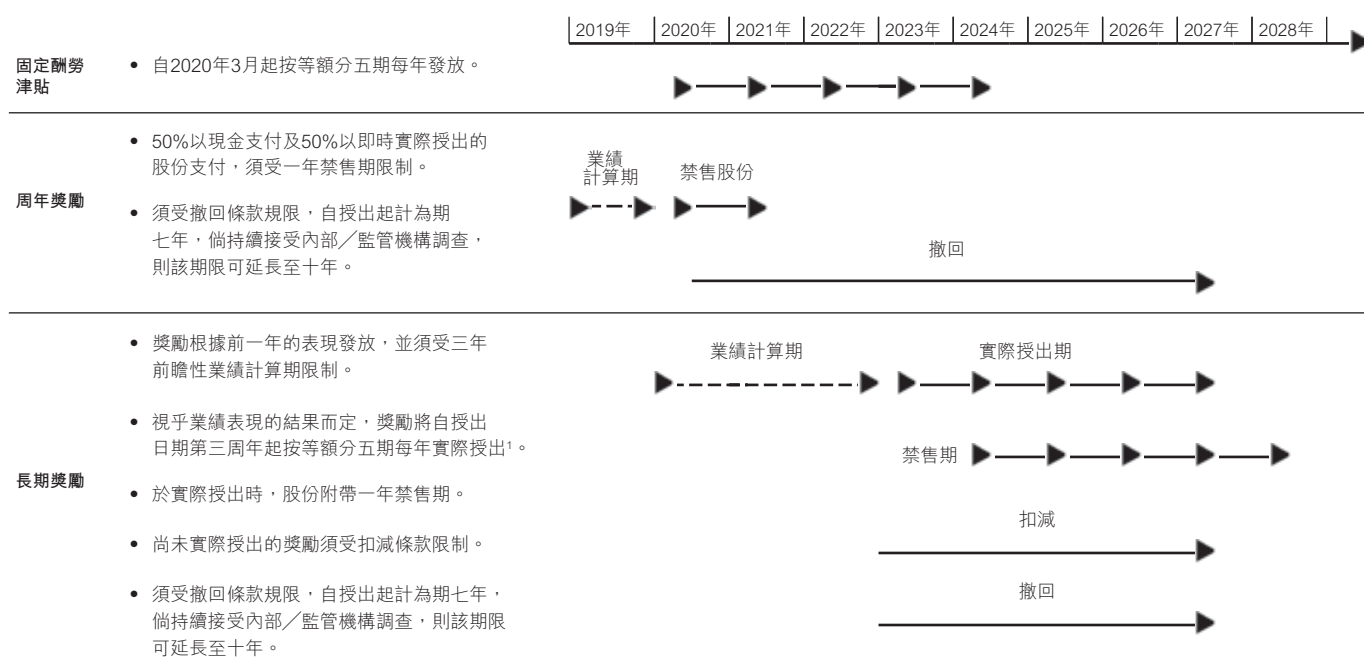 2019年 2020年 2021年 2022年 2023年 2024年 2025年 2026年 2027年 2028年
固定酬勞
津貼
• 自2020年3月起按等額分五期每年發放。
周年獎勵
• 50%以現金支付及50%以即時實際授出的
股份支付，須受一年禁售期限制。
• 須受撤回條款規限，自授出起計為期
七年，倘持續接受內部／監管機構調查，
則該期限可延長至十年。
業績
計算期
禁售股份
撤回
長期獎勵
• 獎勵根據前一年的表現發放，並須受三年
前瞻性業績計算期限制。
• 視乎業績表現的結果而定，獎勵將自授出
日期第三周年起按等額分五期每年實際授出¹。
• 於實際授出時，股份附帶一年禁售期。
• 尚未實際授出的獎勵須受扣減條款限制。
• 須受撤回條款規限，自授出起計為期七年，
倘持續接受內部／監管機構調查，則該期限
可延長至十年。
業績計算期
實際授出期
禁售期
扣減
撤回